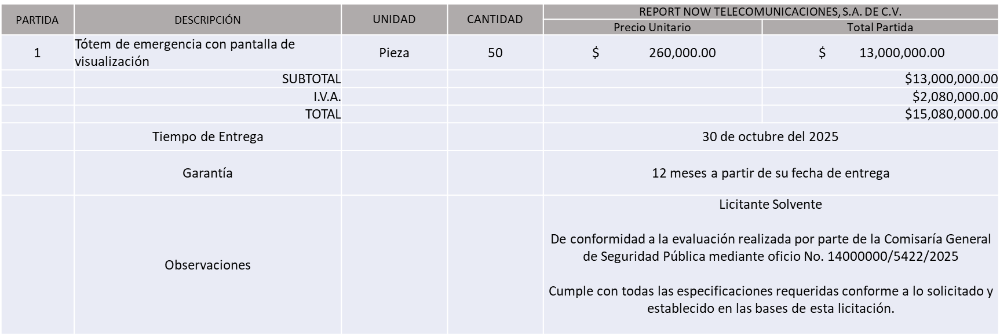 PARTIDA DESCRIPCIÓN UNIDAD CANTIDAD REPORT NOW TELECOMUNICACIONES, S.A. DE C.V.
Precio Unitario Total Partida
1 Tótem de emergencia con pantalla de
visualización Pieza 50 $ 260,000.00 $ 13,000,000.00
SUBTOTAL $13,000,000.00
I.V.A. $2,080,000.00
TOTAL $15,080,000.00
Tiempo de Entrega 30 de octubre del 2025
Garantía 12 meses a partir de su fecha de entrega
Observaciones
Licitante Solvente
De conformidad a la evaluación realizada por parte de la Comisaría General
de Seguridad Pública mediante oficio No. 14000000/5422/2025
Cumple con todas las especificaciones requeridas conforme a lo solicitado y
establecido en las bases de esta licitación.